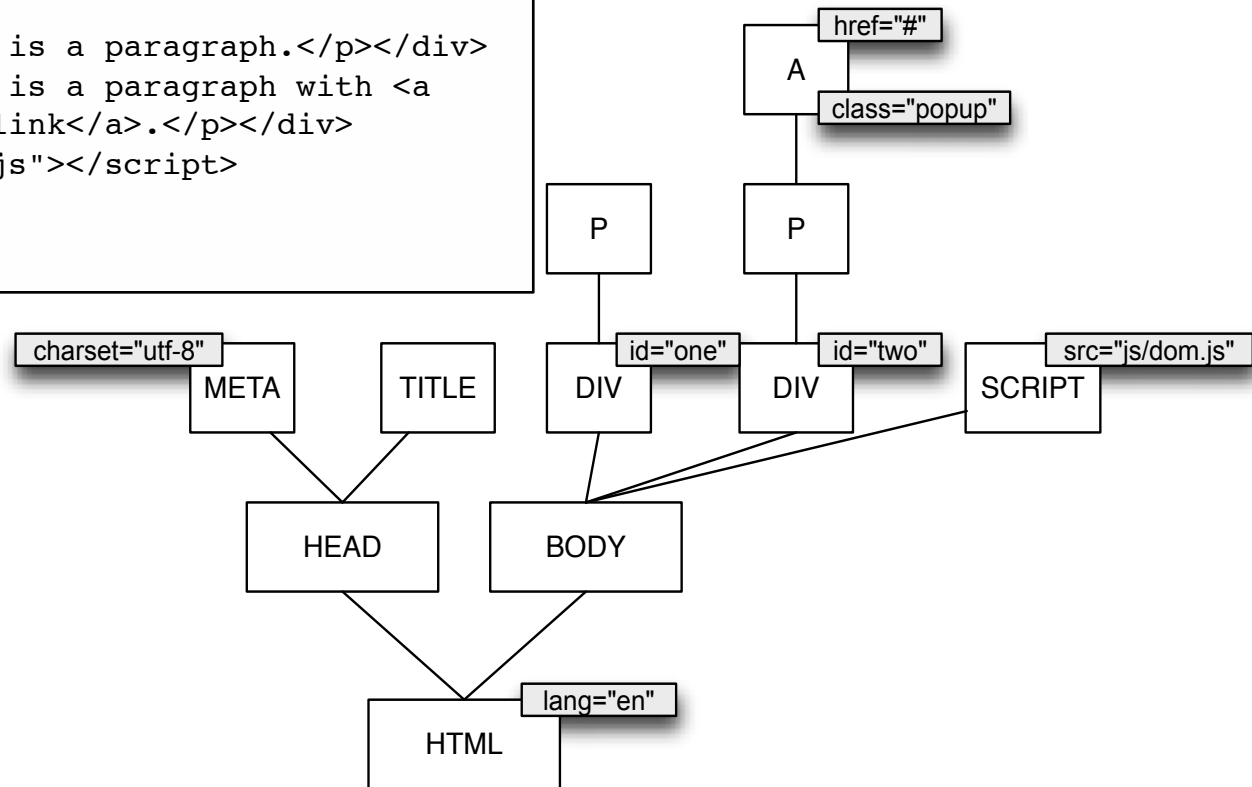 is a paragraph.</p></div>
is a paragraph with <a
link</a>.</p></div>
js"></script>
href="#"
A
class="popup"
P
P
charset="utf-8"
META
TITLE
id="one"
DIV
id="two"
DIV
src="js/dom.js"
SCRIPT
HEAD
BODY
lang="en"
HTML